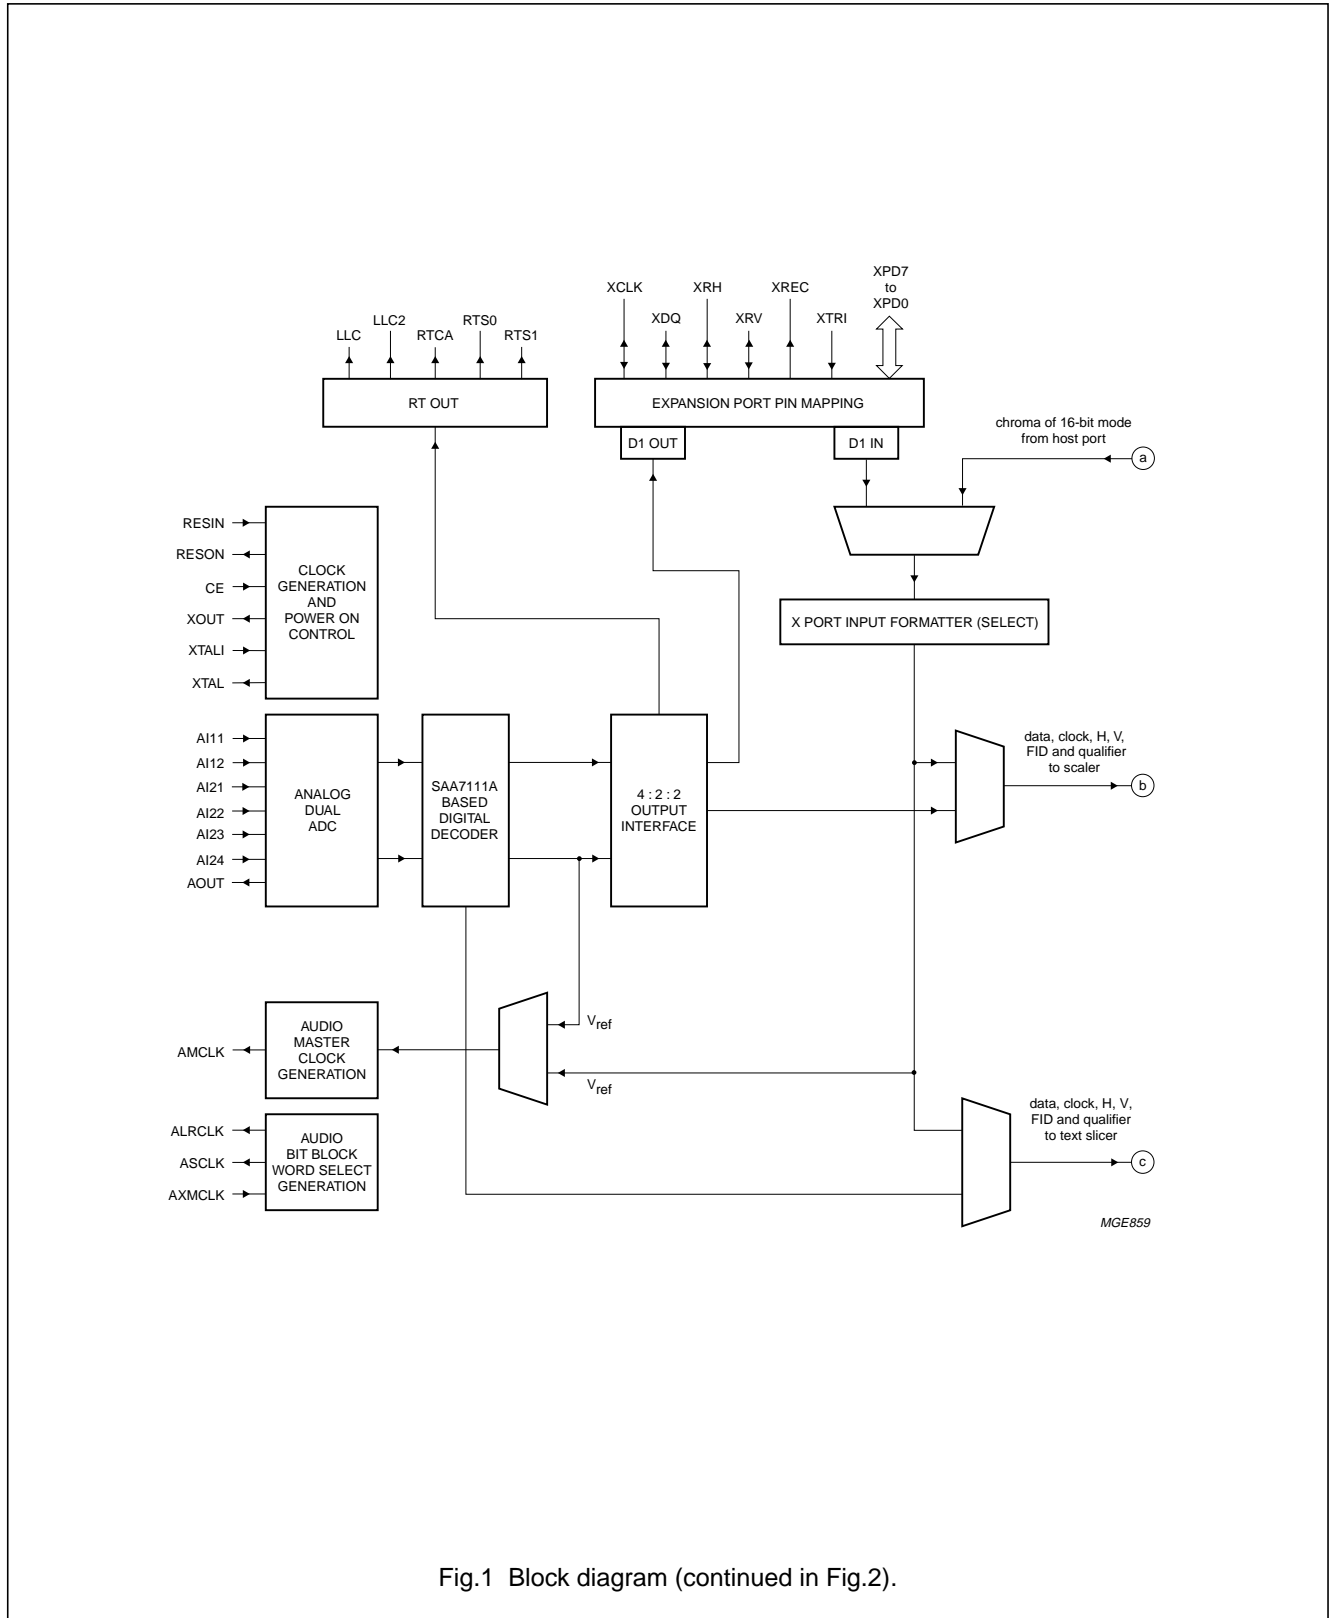 XPD7
to
XPD0
XCLK
XRH
XREC
XDQ
XRV
XTRI
LLC
LLC2
RTCA
RTS0
RTS1
RT OUT
EXPANSION PORT PIN MAPPING
D1 OUT
D1 IN
chroma of 16-bit mode
from host port
a
X PORT INPUT FORMATTER (SELECT)
RESIN
RESON
CE
XOUT
XTALI
XTAL
CLOCK
GENERATION
AND
POWER ON
CONTROL
AI11
AI12
AI21
AI22
AI23
AI24
AOUT
ANALOG
DUAL
ADC
SAA7111A
BASED
DIGITAL
DECODER
4 : 2 : 2
OUTPUT
INTERFACE
data, clock, H, V,
FID and qualifier
to scaler
b
Vref
Vref
AMCLK
AUDIO
MASTER
CLOCK
GENERATION
ALRCLK
ASCLK
AXMCLK
AUDIO
BIT BLOCK
WORD SELECT
GENERATION
data, clock, H, V,
FID and qualifier
to text slicer
c
MGE859
Fig.1 Block diagram (continued in Fig.2).